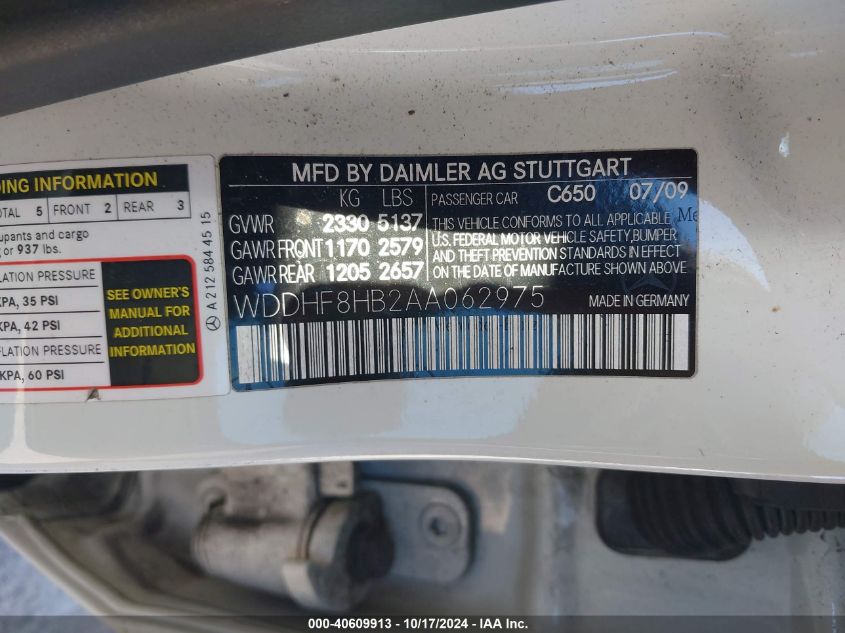 DING INFORMATION
OTAL 5 FRONT 2 REAR 3
upants and cargo
or 937 lbs.
FLATION PRESSURE
KPA, 35 PSI
KPA, 42 PSI
FLATION PRESSURE
KPA, 60 PSI
SEE OWNER'S
MANUAL FOR
ADDITIONAL
INFORMATION
A 212 584 45 15
MFD BY DAIMLER AG STUTTGART
KG LBS PASSENGER CAR C650 07/09
GVWR 2330 5137
GAWR FRONT 1170 2579
GAWR REAR 1205 2657
THIS VEHICLE CONFORMS TO ALL APPLICABLE
U.S. FEDERAL MOTOR VEHICLE SAFETY,BUMPER
AND THEFT PREVENTION STANDARDS IN EFFECT
ON THE DATE OF MANUFACTURE SHOWN ABOVE.
Me
WDDHF8HB2AA062975
MADE IN GERMANY
000-40609913 - 10/17/2024 - IAA, Inc.